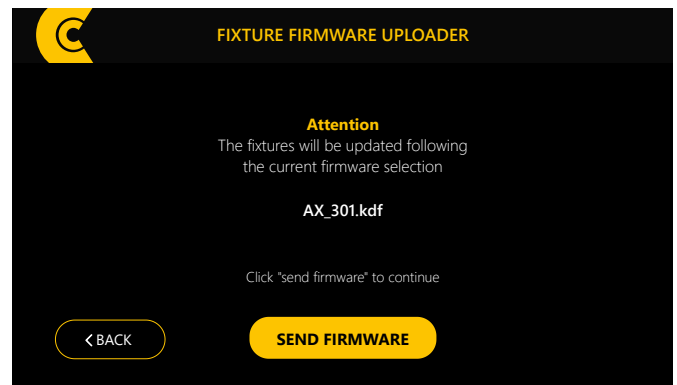 FIXTURE FIRMWARE UPLOADER
Attention
The fixtures will be updated following
the current firmware selection
AX_301.kdf
Click "send firmware" to continue
BACK
SEND FIRMWARE